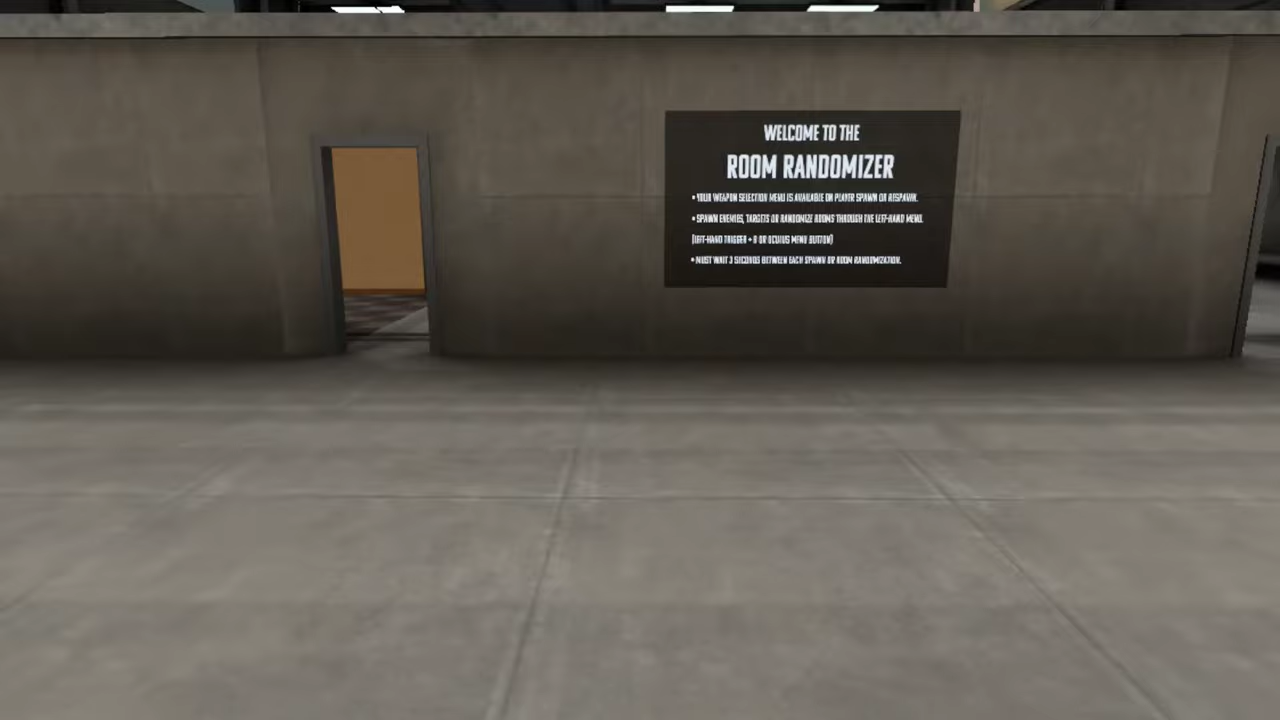 WELCOME TO THE
ROOM RANDOMIZER
• YOUR WEAPON SELECTION MENU IS AVAILABLE ON PLAYER SPAWN OR RESPAWN.
• SPAWN ENEMIES, TARGETS OR RANDOMIZE ROOMS THROUGH THE LEFT-HAND MENU.
(LEFT-HAND TRIGGER + B OR OCULUS MENU BUTTON)
• MUST WAIT 3 SECONDS BETWEEN EACH SPAWN OR ROOM RANDOMIZATION.